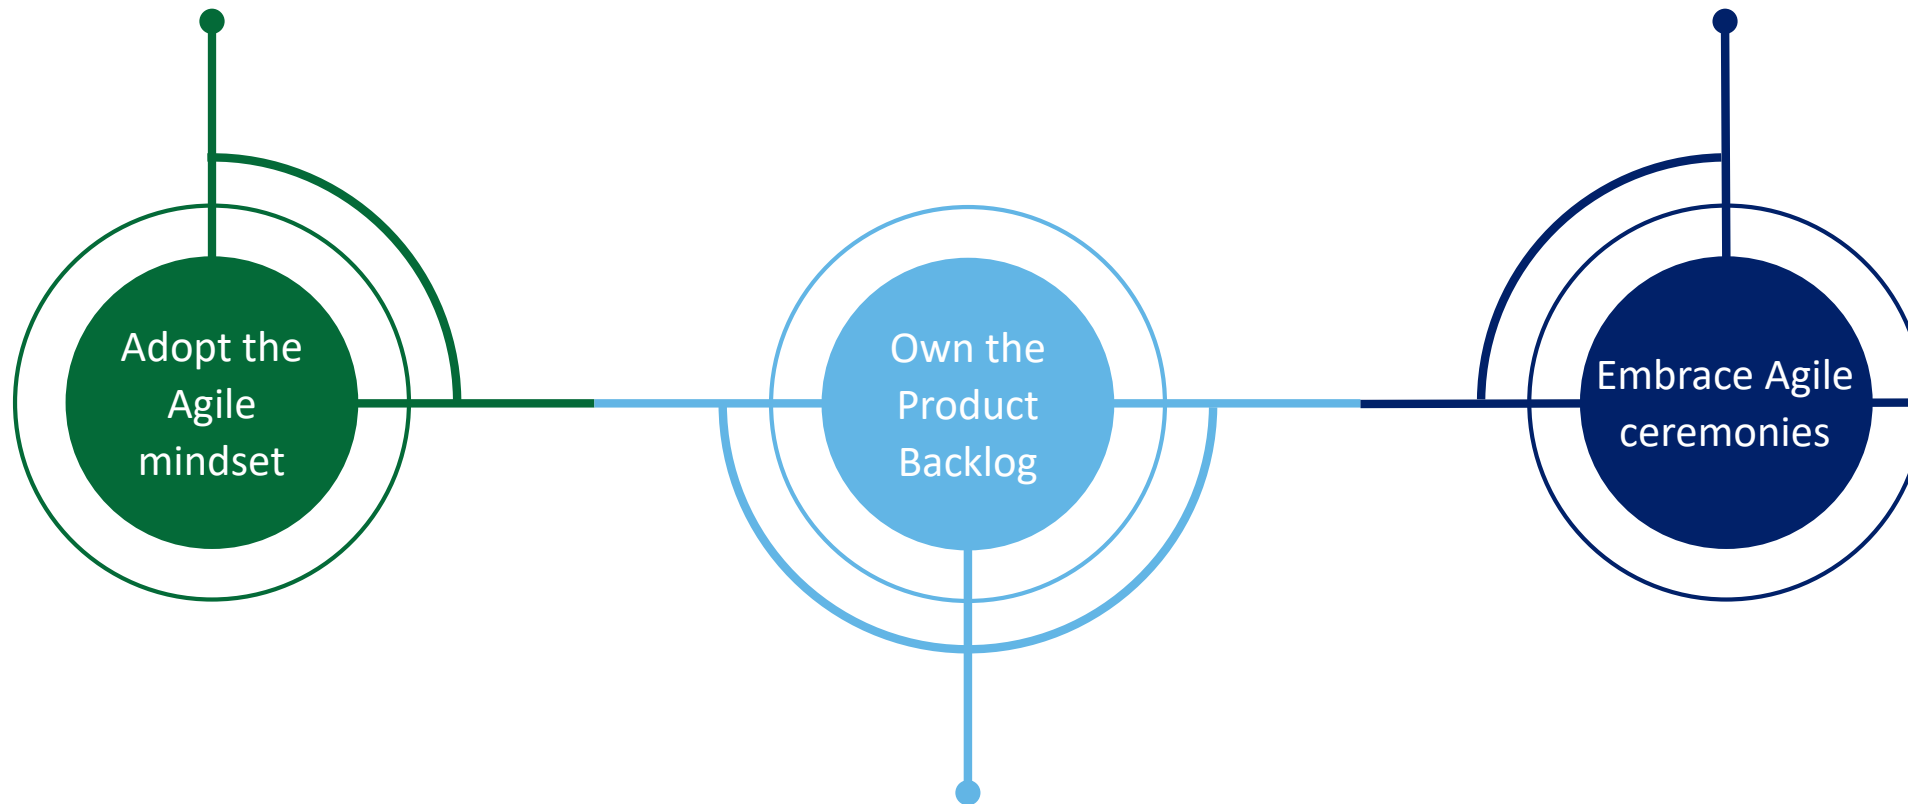 Adopt the
Agile
mindset
Own the
Product
Backlog
Embrace Agile
ceremonies